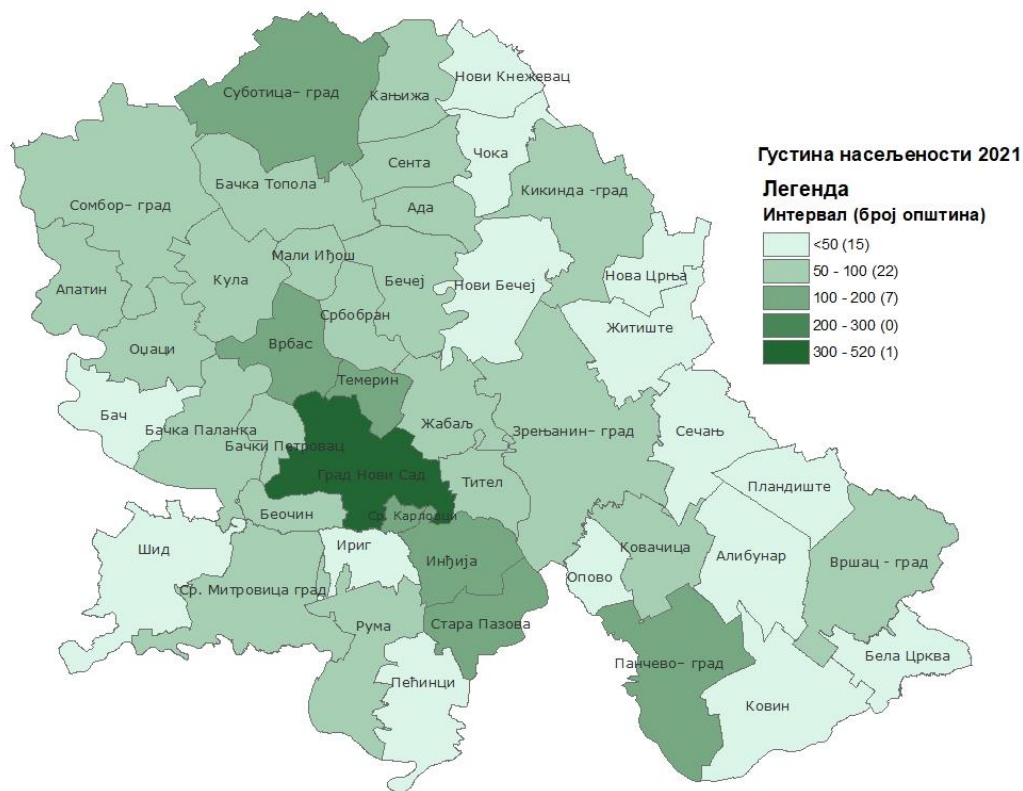 Нови Кнежевац
Суботица- град
Кањижа
Чока
Сента
Бачка Топола
Кикинда -град
Сомбор- град
Ада
Мали Иђош
Бечеј
Нови Бечеј
Нова Црња
Кула
Апатин
Србобран
Житиште
Врбас
Оџаци
Темерин
Бач
Жабаљ
Бачка Паланка
Зрењанин- град
Сечањ
Бачки Петровац
Град Нови Сад
Тител
Пландиште
Беочин
Ср. Карловци
Ириг
Шид
Ковачица
Алибунар
Инђија
Вршац - град
Опово
Ср. Митровица град
Рума
Стара Пазова
Бела Црква
Панчево- град
Пећинци
Ковин
Густина насељености 2021
Легенда
Интервал (број општина)
<50 (15)
50 - 100 (22)
100 - 200 (7)
200 - 300 (0)
300 - 520 (1)